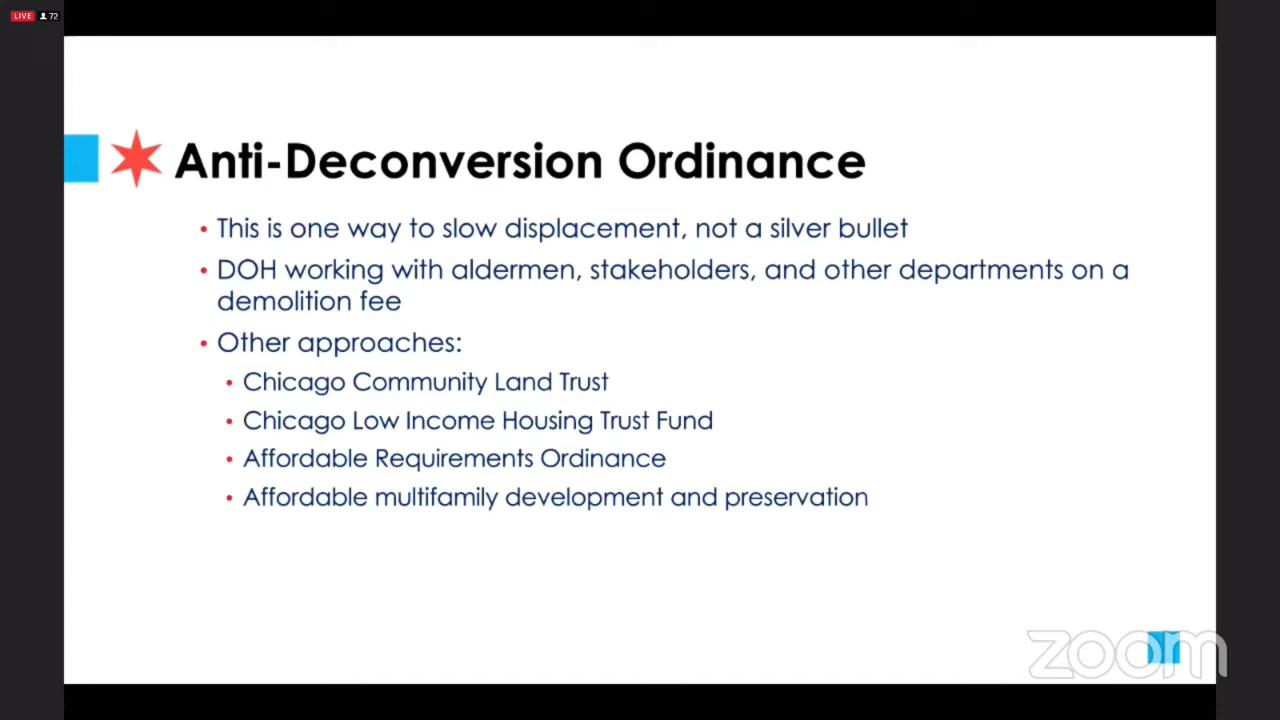 LIVE 72
Anti-Deconversion Ordinance
• This is one way to slow displacement, not a silver bullet
• DOH working with aldermen, stakeholders, and other departments on a
demolition fee
• Other approaches:
• Chicago Community Land Trust
• Chicago Low Income Housing Trust Fund
• Affordable Requirements Ordinance
• Affordable multifamily development and preservation
zoom